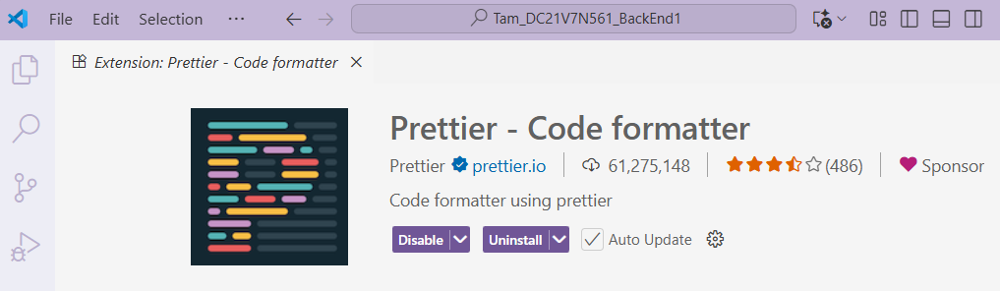 File Edit Selection ... Tam_DC21V7N561_BackEnd1
Extension: Prettier - Code formatter
Prettier - Code formatter
Prettier prettier.io 61,275,148 (486) Sponsor
Code formatter using prettier
Disable Uninstall Auto Update